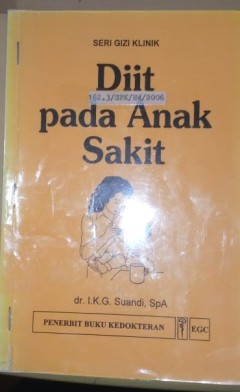 SERI GIZI KLINIK
Diit
pada Anak
Sakit
dr. I.K.G. Suandi, SpA
PENERBIT BUKU KEDOKTERAN
EGC